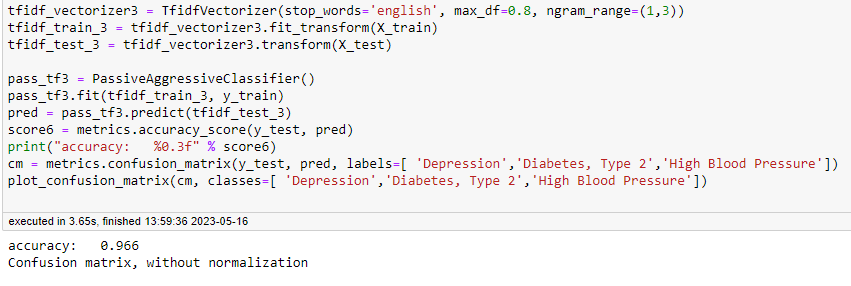 tfidf_vectorizer3 = TfidfVectorizer(stop_words='english', max_df=0.8, ngram_range=(1,3))
tfidf_train_3 = tfidf_vectorizer3.fit_transform(X_train)
tfidf_test_3 = tfidf_vectorizer3.transform(X_test)
pass_tf3 = PassiveAggressiveClassifier()
pass_tf3.fit(tfidf_train_3, y_train)
pred = pass_tf3.predict(tfidf_test_3)
score6 = metrics.accuracy_score(y_test, pred)
print("accuracy:   %0.3f" % score6)
cm = metrics.confusion_matrix(y_test, pred, labels=[ 'Depression','Diabetes, Type 2','High Blood Pressure'])
plot_confusion_matrix(cm, classes=[ 'Depression','Diabetes, Type 2','High Blood Pressure'])
executed in 3.65s, finished 13:59:36 2023-05-16
accuracy:   0.966
Confusion matrix, without normalization